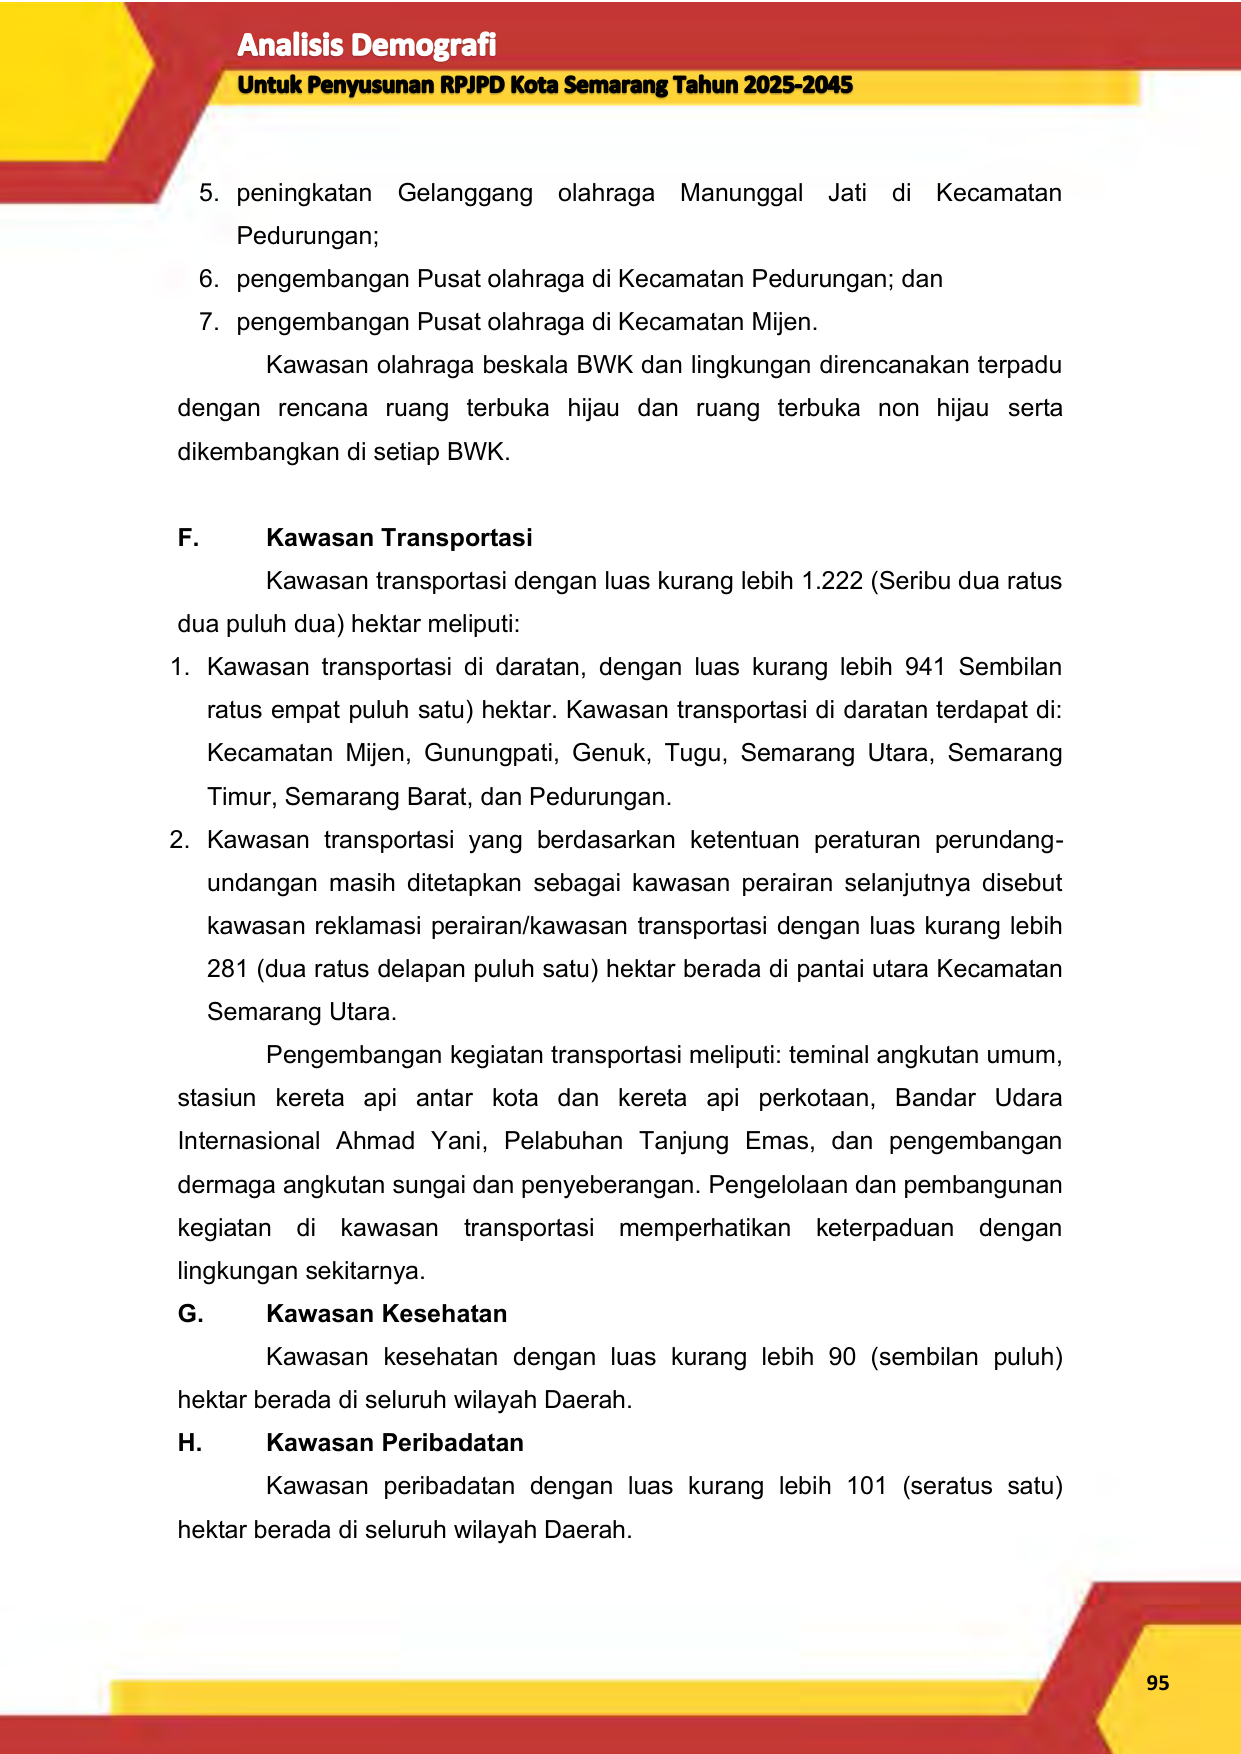 Analisis Demografi
Untuk Penyusunan RPJPD Kota Semarang Tahun 2025-2045
5. peningkatan Gelanggang olahraga Manunggal Jati di Kecamatan
Pedurungan;
6. pengembangan Pusat olahraga di Kecamatan Pedurungan; dan
7. pengembangan Pusat olahraga di Kecamatan Mijen.
Kawasan olahraga beskala BWK dan lingkungan direncanakan terpadu
dengan rencana ruang terbuka hijau dan ruang terbuka non hijau serta
dikembangkan di setiap BWK.
F. Kawasan Transportasi
Kawasan transportasi dengan luas kurang lebih 1.222 (Seribu dua ratus
dua puluh dua) hektar meliputi:
1. Kawasan transportasi di daratan, dengan luas kurang lebih 941 Sembilan
ratus empat puluh satu) hektar. Kawasan transportasi di daratan terdapat di:
Kecamatan Mijen, Gunungpati, Genuk, Tugu, Semarang Utara, Semarang
Timur, Semarang Barat, dan Pedurungan.
2. Kawasan transportasi yang berdasarkan ketentuan peraturan perundang-
undangan masih ditetapkan sebagai kawasan perairan selanjutnya disebut
kawasan reklamasi perairan/kawasan transportasi dengan luas kurang lebih
281 (dua ratus delapan puluh satu) hektar berada di pantai utara Kecamatan
Semarang Utara.
Pengembangan kegiatan transportasi meliputi: teminal angkutan umum,
stasiun kereta api antar kota dan kereta api perkotaan, Bandar Udara
Internasional Ahmad Yani, Pelabuhan Tanjung Emas, dan pengembangan
dermaga angkutan sungai dan penyeberangan. Pengelolaan dan pembangunan
kegiatan di kawasan transportasi memperhatikan keterpaduan dengan
lingkungan sekitarnya.
G. Kawasan Kesehatan
Kawasan kesehatan dengan luas kurang lebih 90 (sembilan puluh)
hektar berada di seluruh wilayah Daerah.
H. Kawasan Peribadatan
Kawasan peribadatan dengan luas kurang lebih 101 (seratus satu)
hektar berada di seluruh wilayah Daerah.
95